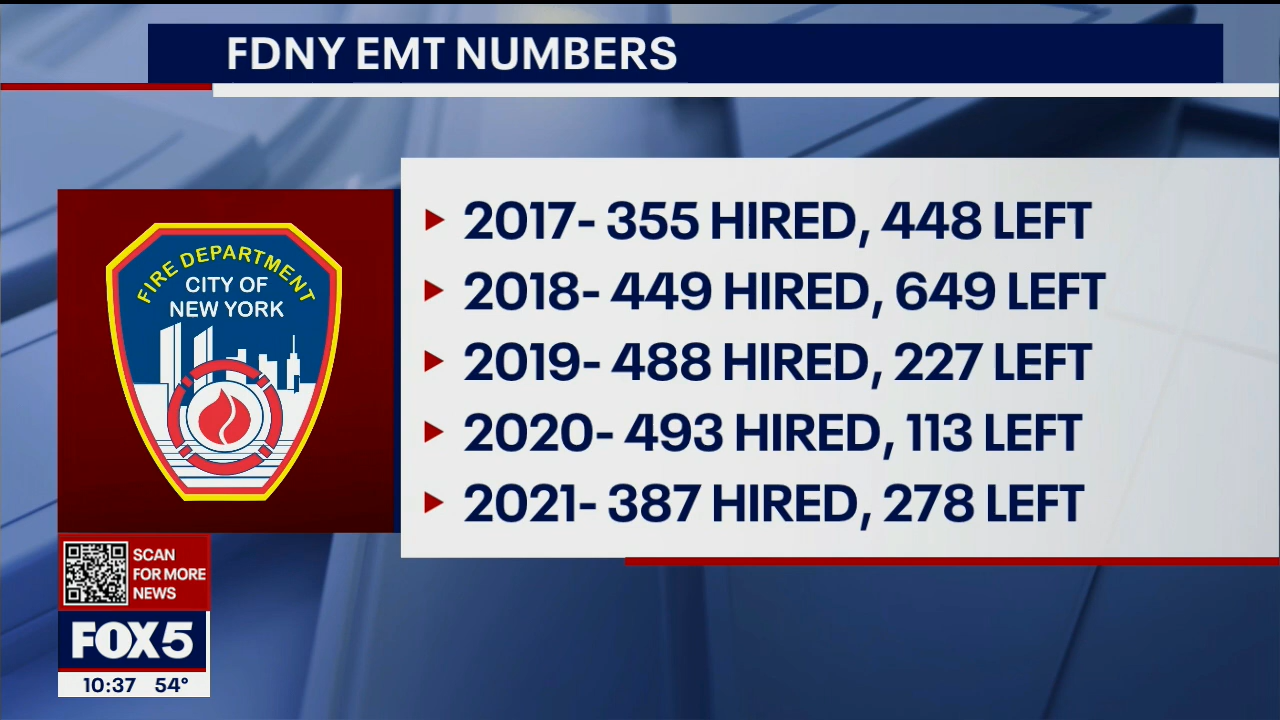 FDNY EMT NUMBERS
FIRE DEPARTMENT
CITY OF
NEW YORK
2017- 355 HIRED, 448 LEFT
2018- 449 HIRED, 649 LEFT
2019- 488 HIRED, 227 LEFT
2020- 493 HIRED, 113 LEFT
2021- 387 HIRED, 278 LEFT
SCAN
FOR MORE
NEWS
FOX5
10:37 54°